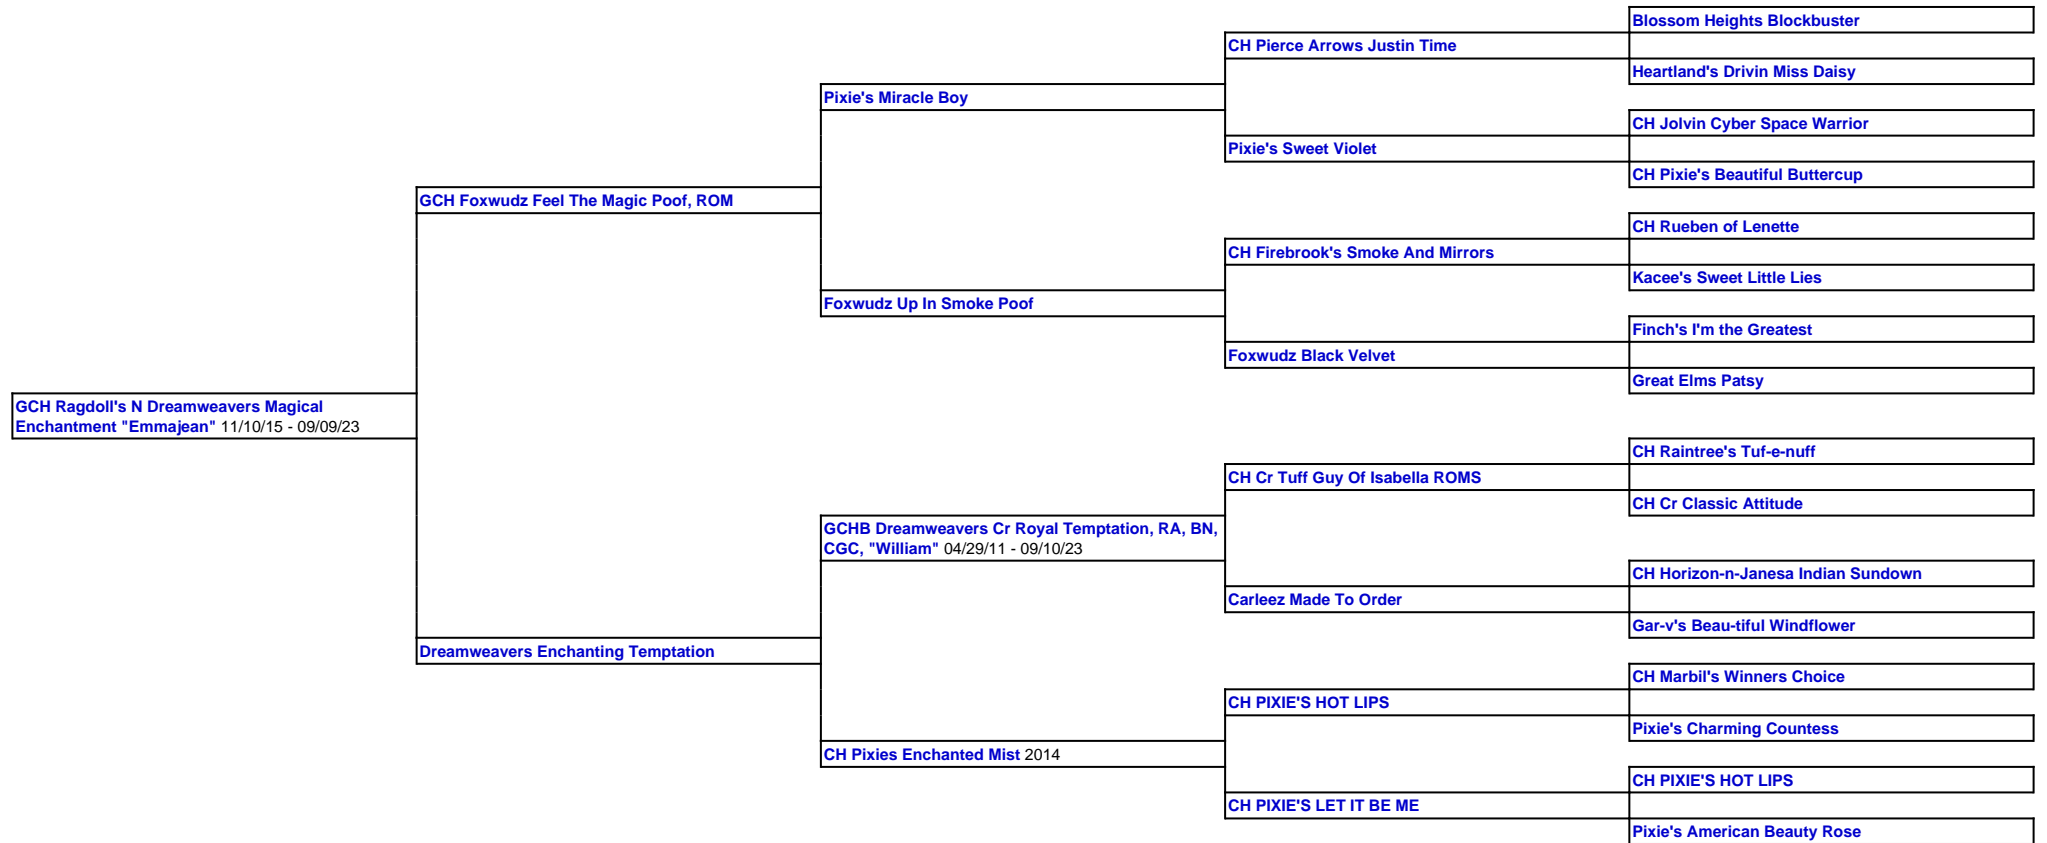 Blossom Heights Blockbuster
CH Pierce Arrows Justin Time
Heartland's Drivin Miss Daisy
Pixie's Miracle Boy
CH Jolvin Cyber Space Warrior
Pixie's Sweet Violet
CH Pixie's Beautiful Buttercup
GCH Foxwudz Feel The Magic Poof, ROM
CH Rueben of Lenette
CH Firebrook's Smoke And Mirrors
Kacee's Sweet Little Lies
Foxwudz Up In Smoke Poof
Finch's I'm the Greatest
Foxwudz Black Velvet
Great Elms Patsy
GCH Ragdoll's N Dreamweavers Magical
Enchantment "Emmajean" 11/10/15 - 09/09/23
CH Raintree's Tuf-e-nuff
CH Cr Tuff Guy Of Isabella ROMS
CH Cr Classic Attitude
GCHB Dreamweavers Cr Royal Temptation, RA, BN,
CGC, "William" 04/29/11 - 09/10/23
CH Horizon-n-Janesa Indian Sundown
Carleez Made To Order
Gar-v's Beau-tiful Windflower
Dreamweavers Enchanting Temptation
CH Marbil's Winners Choice
CH PIXIE'S HOT LIPS
Pixie's Charming Countess
CH Pixies Enchanted Mist 2014
CH PIXIE'S HOT LIPS
CH PIXIE'S LET IT BE ME
Pixie's American Beauty Rose